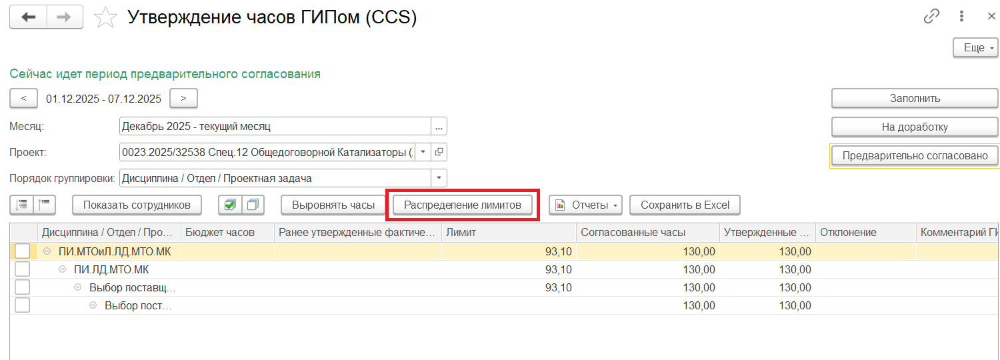 Утверждение часов ГИПом (CCS)
Еще
Сейчас идет период предварительного согласования
< 01.12.2025 - 07.12.2025 >
Заполнить
Месяц: Декабрь 2025 - текущий месяц ...
На доработку
Проект: 0023.2025/32538 Спец.12 Общедоговорной Катализаторы (
Предварительно согласовано
Порядок группировки: Дисциплина / Отдел / Проектная задача
Показать сотрудников Выровнять часы Распределение лимитов Отчеты Сохранить в Excel
Дисциплина / Отдел / Про... Бюджет часов Ранее утвержденные фактиче... Лимит Согласованные часы Утвержденные ... Отклонение Комментарий ГИ
ПИ.МТОиЛ.ЛД.МТО.МК 93,10 130,00 130,00
ПИ.ЛД.МТО.МК 93,10 130,00 130,00
Выбор поставщ... 93,10 130,00 130,00
Выбор пост... 130,00 130,00